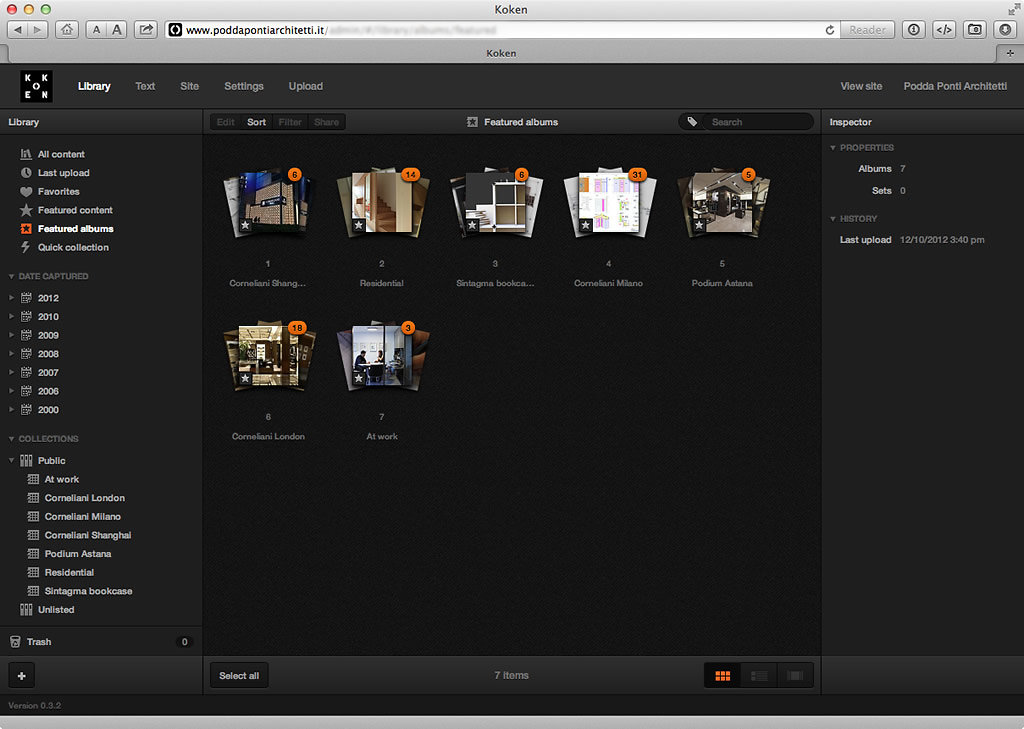 Koken
A A
www.poddapontiarchitetti.it/
Reader
Koken
K K
O
E N
Library Text Site Settings Upload
View site Podda Ponti Architetti
Library
Edit Sort Filter Share
Featured albums
Search
Inspector
All content
Last upload
Favorites
Featured content
Featured albums
Quick collection
DATE CAPTURED
2012
2010
2009
2008
2007
2006
2000
COLLECTIONS
Public
At work
Corneliani London
Corneliani Milano
Corneliani Shanghai
Podium Astana
Residential
Sintagma bookcase
Unlisted
Trash 0
+
Version 0.3.2
6 14 6 31 5
1 2 3 4 5
Corneliani Shang... Residential Sintagma bookca... Corneliani Milano Podium Astana
18 3
6 7
Corneliani London At work
Select all
7 items
PROPERTIES
Albums 7
Sets 0
HISTORY
Last upload 12/10/2012 3:40 pm